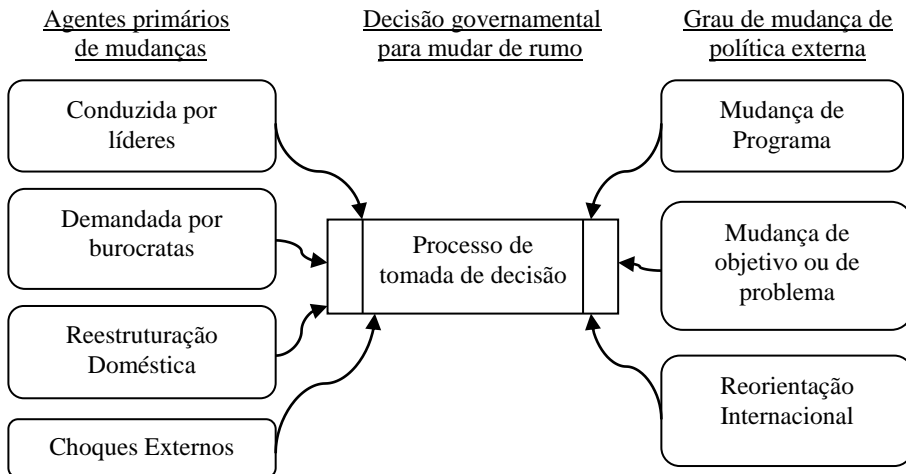 Agentes primários
de mudanças
Decisão governamental
para mudar de rumo
Grau de mudança de
política externa
Conduzida por
líderes
Demandada por
burocratas
Reestruturação
Doméstica
Choques Externos
Processo de
tomada de decisão
Mudança de
Programa
Mudança de
objetivo ou de
problema
Reorientação
Internacional